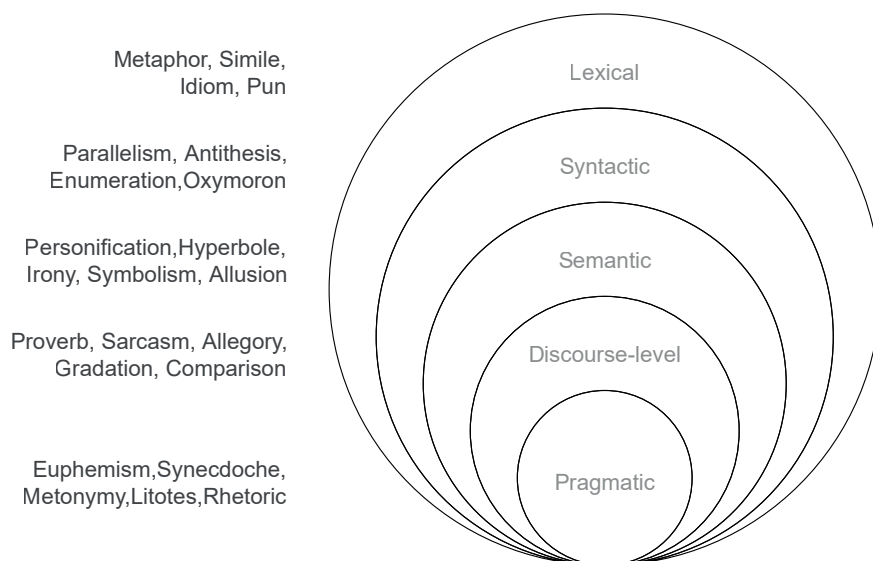 Metaphor, Simile,
Idiom, Pun
Lexical
Parallelism, Antithesis,
Enumeration,Oxymoron
Syntactic
Personification,Hyperbole,
Irony, Symbolism, Allusion
Semantic
Proverb, Sarcasm, Allegory,
Gradation, Comparison
Discourse-level
Euphemism,Synecdoche,
Metonymy,Litotes,Rhetoric
Pragmatic